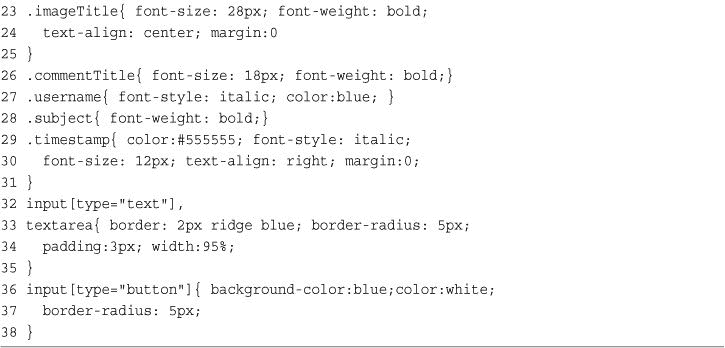 23 .imageTitle{ font-size: 28px; font-weight: bold;
24   text-align: center; margin:0
25 }
26 .commentTitle{ font-size: 18px; font-weight: bold;}
27 .username{ font-style: italic; color:blue; }
28 .subject{ font-weight: bold;}
29 .timestamp{ color:#555555; font-style: italic;
30   font-size: 12px; text-align: right; margin:0;
31 }
32 input[type="text"],
33 textarea{ border: 2px ridge blue; border-radius: 5px;
34   padding:3px; width:95%;
35 }
36 input[type="button"]{ background-color:blue;color:white;
37   border-radius: 5px;
38 }